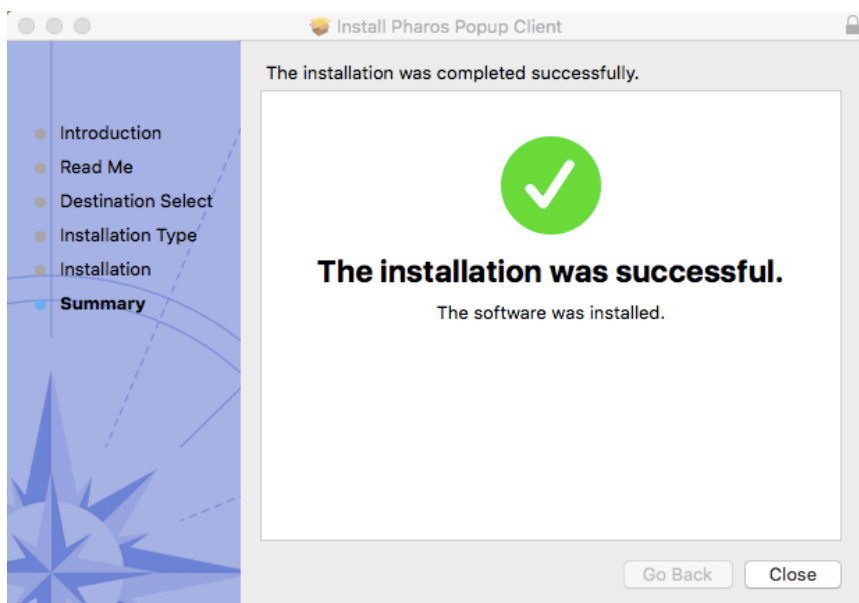 Install Pharos Popup Client
The installation was completed successfully.
Introduction
Read Me
Destination Select
Installation Type
Installation
Summary
The installation was successful.
The software was installed.
Go Back
Close